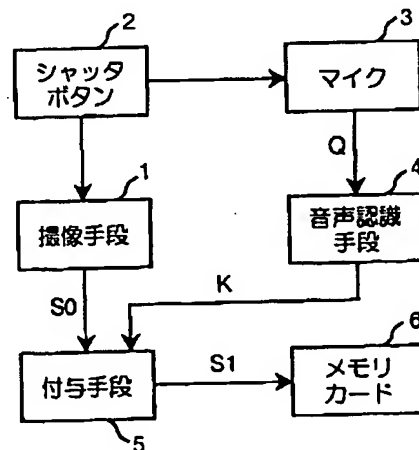 2
シャッタ
ボタン
3
マイク
Q
1
撮像手段
4
音声認識
手段
S0
K
付与手段
5
S1
6
メモリ
カード